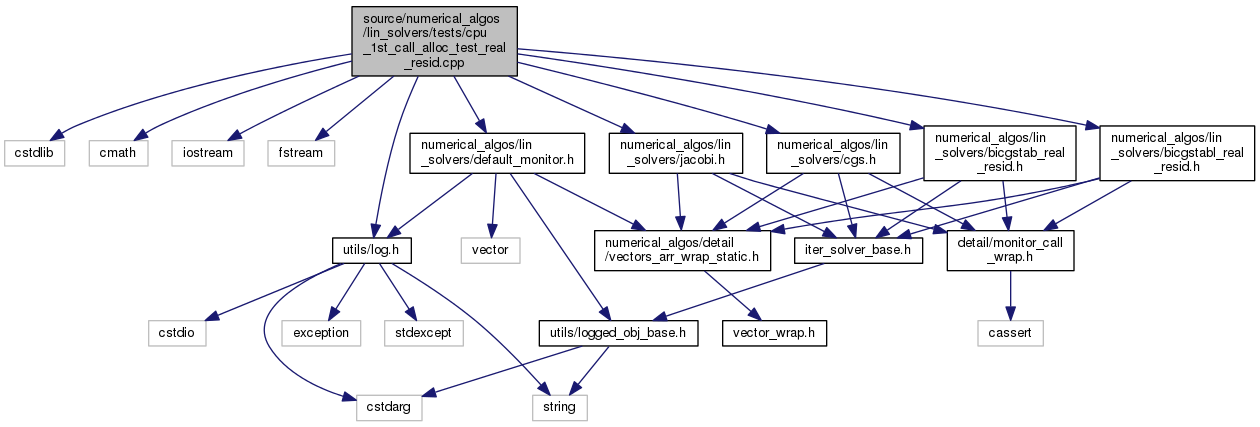 source/numerical_algos
/lin_solvers/tests/cpu
_1st_call_alloc_test_real
_resid.cpp
cstdlib
cmath
iostream
fstream
numerical_algos/lin
_solvers/default_monitor.h
numerical_algos/lin
_solvers/jacobi.h
numerical_algos/lin
_solvers/cgs.h
numerical_algos/lin
_solvers/bicgstab_real
_resid.h
numerical_algos/lin
_solvers/bicgstabl_real
_resid.h
utils/log.h
vector
numerical_algos/detail
/vectors_arr_wrap_static.h
iter_solver_base.h
detail/monitor_call
_wrap.h
cstdio
exception
stdexcept
utils/logged_obj_base.h
vector_wrap.h
cassert
cstdarg
string